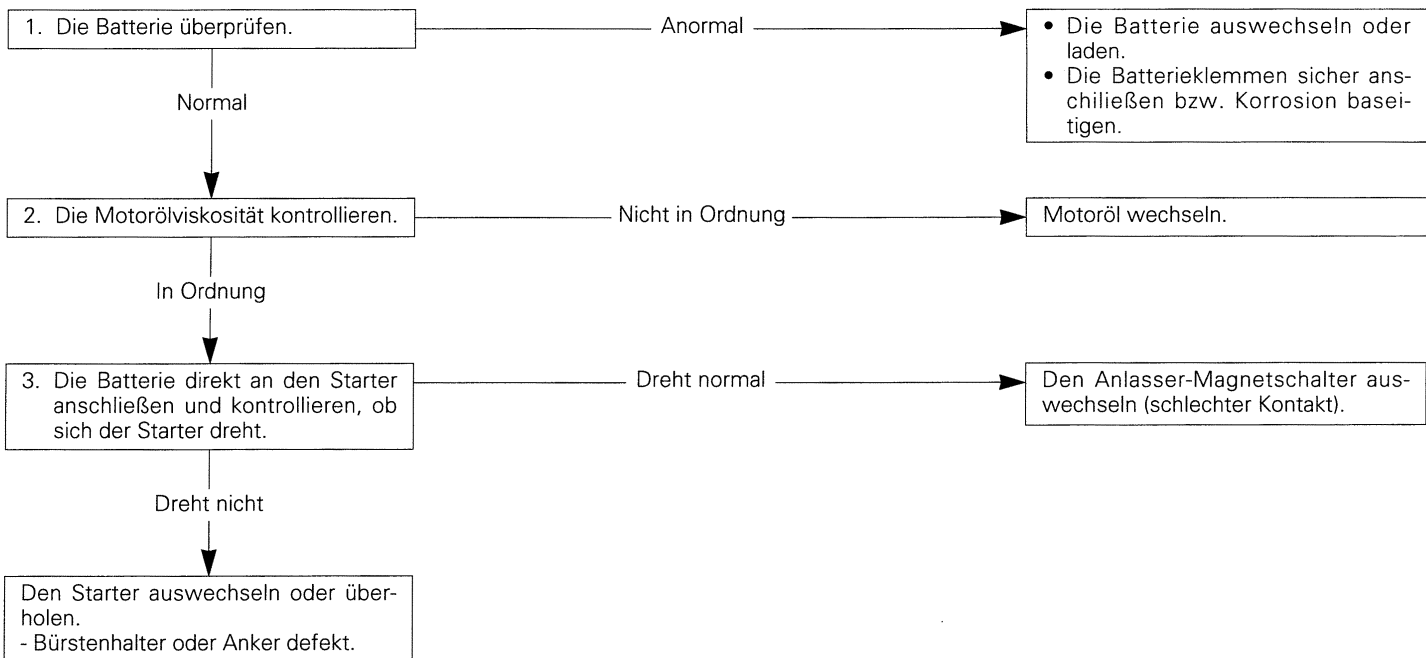 1. Die Batterie überprüfen.
Anormal
• Die Batterie auswechseln oder
laden.
• Die Batterieklemmen sicher ans-
chiließen bzw. Korrosion basei-
tigen.
Normal
2. Die Motorölviskosität kontrollieren.
Nicht in Ordnung
Motoröl wechseln.
In Ordnung
3. Die Batterie direkt an den Starter
anschließen und kontrollieren, ob
sich der Starter dreht.
Dreht normal
Den Anlasser-Magnetschalter aus-
wechseln (schlechter Kontakt).
Dreht nicht
Den Starter auswechseln oder über-
holen.
- Bürstenhalter oder Anker defekt.